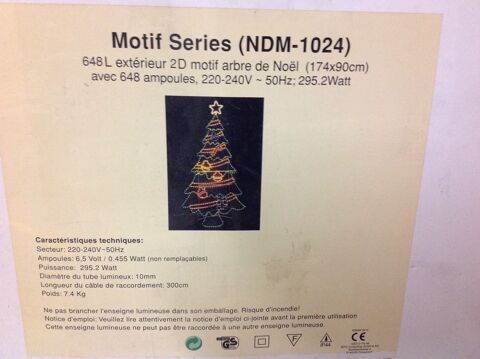 Motif Series (NDM-1024)
648L extérieur 2D motif arbre de Noël (174x90cm)
avec 648 ampoules, 220-240V ~ 50Hz; 295.2Watt
Caractéristiques techniques:
Secteur: 220-240V~50Hz
Ampoules: 6,5 Volt / 0.455 Watt (non remplaçables)
Puissance: 295.2 Watt
Diamètre du tube lumineux: 10mm
Longueur du câble de raccordement: 300cm
Poids: 7.4 Kg
Ne pas brancher l'enseigne lumineuse dans son emballage. Risque d'incendie!
Notice d'emploi: Veuillez lire attentivement la notice d'emploi ci-jointe avant la première utilisation.
Cette enseigne lumineuse ne peut pas être raccordée à une autre enseigne lumineuse.
GS
IP44
CE